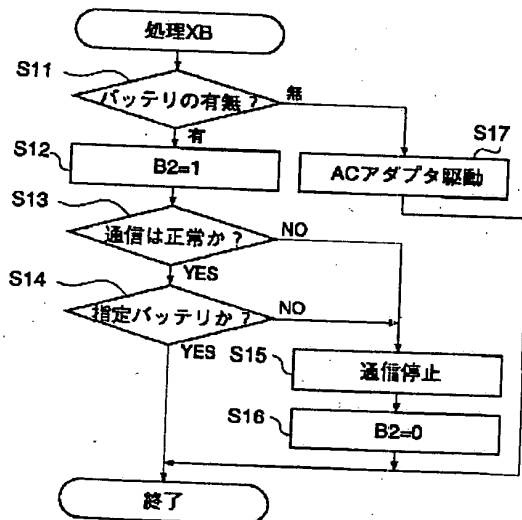 処理XB
S11
バッテリの有無？
無
有
S17
ACアダプタ駆動
S12
B2=1
S13
通信は正常か？
NO
YES
S14
指定バッテリか？
NO
YES
S15
通信停止
S16
B2=0
終了